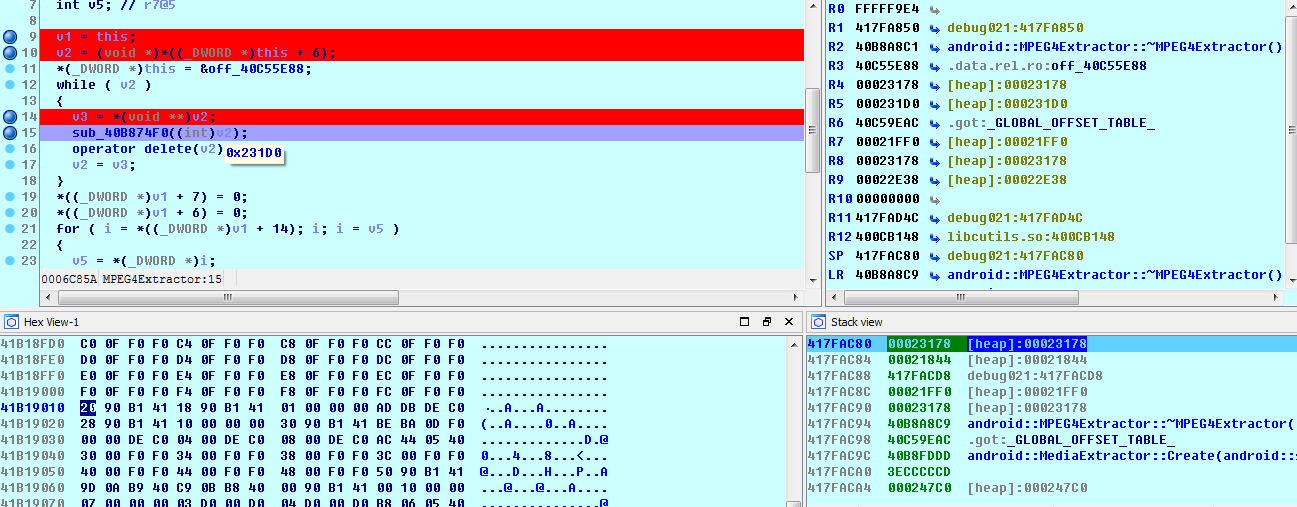 7 int v5; // r7@5
8
9 v1 = this;
10 v2 = (void *)*((_DWORD *)this + 6);
11 *(_DWORD *)this = &off_40C55E88;
12 while ( v2 )
13 {
14 v3 = *(void **)v2;
15 sub_40B874F0((int)v2);
16 operator delete(v2)
0x231D0
17 v2 = v3;
18 }
19 *((_DWORD *)v1 + 7) = 0;
20 *((_DWORD *)v1 + 6) = 0;
21 for ( i = *((_DWORD *)v1 + 14); i; i = v5 )
22 {
23 v5 = *(_DWORD *)i;
0006C85A MPEG4Extractor:15
R0 FFFFF9E4
R1 417FA850 debug021:417FA850
R2 40B8A8C1 android::MPEG4Extractor::~MPEG4Extractor()
R3 40C55E88 .data.rel.ro:off_40C55E88
R4 00023178 [heap]:00023178
R5 000231D0 [heap]:000231D0
R6 40C59EAC .got:_GLOBAL_OFFSET_TABLE_
R7 00021FF0 [heap]:00021FF0
R8 00023178 [heap]:00023178
R9 00022E38 [heap]:00022E38
R10 00000000
R11 417FAD4C debug021:417FAD4C
R12 400CB148 libcutils.so:400CB148
SP 417FAC80 debug021:417FAC80
LR 40B8A8C9 android::MPEG4Extractor::~MPEG4Extractor()
Hex View-1
41B18FD0 C0 0F F0 F0 C4 0F F0 F0 C8 0F F0 F0 CC 0F F0 F0 ................
41B18FE0 D0 0F F0 F0 D4 0F F0 F0 D8 0F F0 F0 DC 0F F0 F0 ................
41B18FF0 E0 0F F0 F0 E4 0F F0 F0 E8 0F F0 F0 EC 0F F0 F0 ................
41B19000 F0 0F F0 F0 F4 0F F0 F0 F8 0F F0 F0 FC 0F F0 F0 ................
41B19010 20 90 B1 41 18 90 B1 41 01 00 00 00 AD DB DE C0 ...A...A........
41B19020 28 90 B1 41 10 00 00 00 30 90 B1 41 BE BA 0D F0 (..A....0..A....
41B19030 00 00 DE C0 04 00 DE C0 08 00 DE C0 AC 44 05 40 .............D.@
41B19040 30 00 F0 F0 34 00 F0 F0 38 00 F0 F0 3C 00 F0 F0 0...4...8...<...
41B19050 40 00 F0 F0 44 00 F0 F0 48 00 F0 F0 50 90 B1 41 @...D...H...P..A
41B19060 9D 0A B9 40 C9 0B B8 40 00 90 B1 41 00 10 00 00 ...@...@...A....
41B19070 07 00 00 00 03 D0 00 D0 04 D0 00 D0 B8 06 05 40 ...............@
Stack view
417FAC80 00023178 [heap]:00023178
417FAC84 00021844 [heap]:00021844
417FAC88 417FACD8 debug021:417FACD8
417FAC8C 00021FF0 [heap]:00021FF0
417FAC90 00023178 [heap]:00023178
417FAC94 40B8A8C9 android::MPEG4Extractor::~MPEG4Extractor(
417FAC98 40C59EAC .got:_GLOBAL_OFFSET_TABLE_
417FAC9C 40B8FDDD android::MediaExtractor::Create(android::s
417FACA0 3ECCCCCD
417FACA4 000247C0 [heap]:000247C0